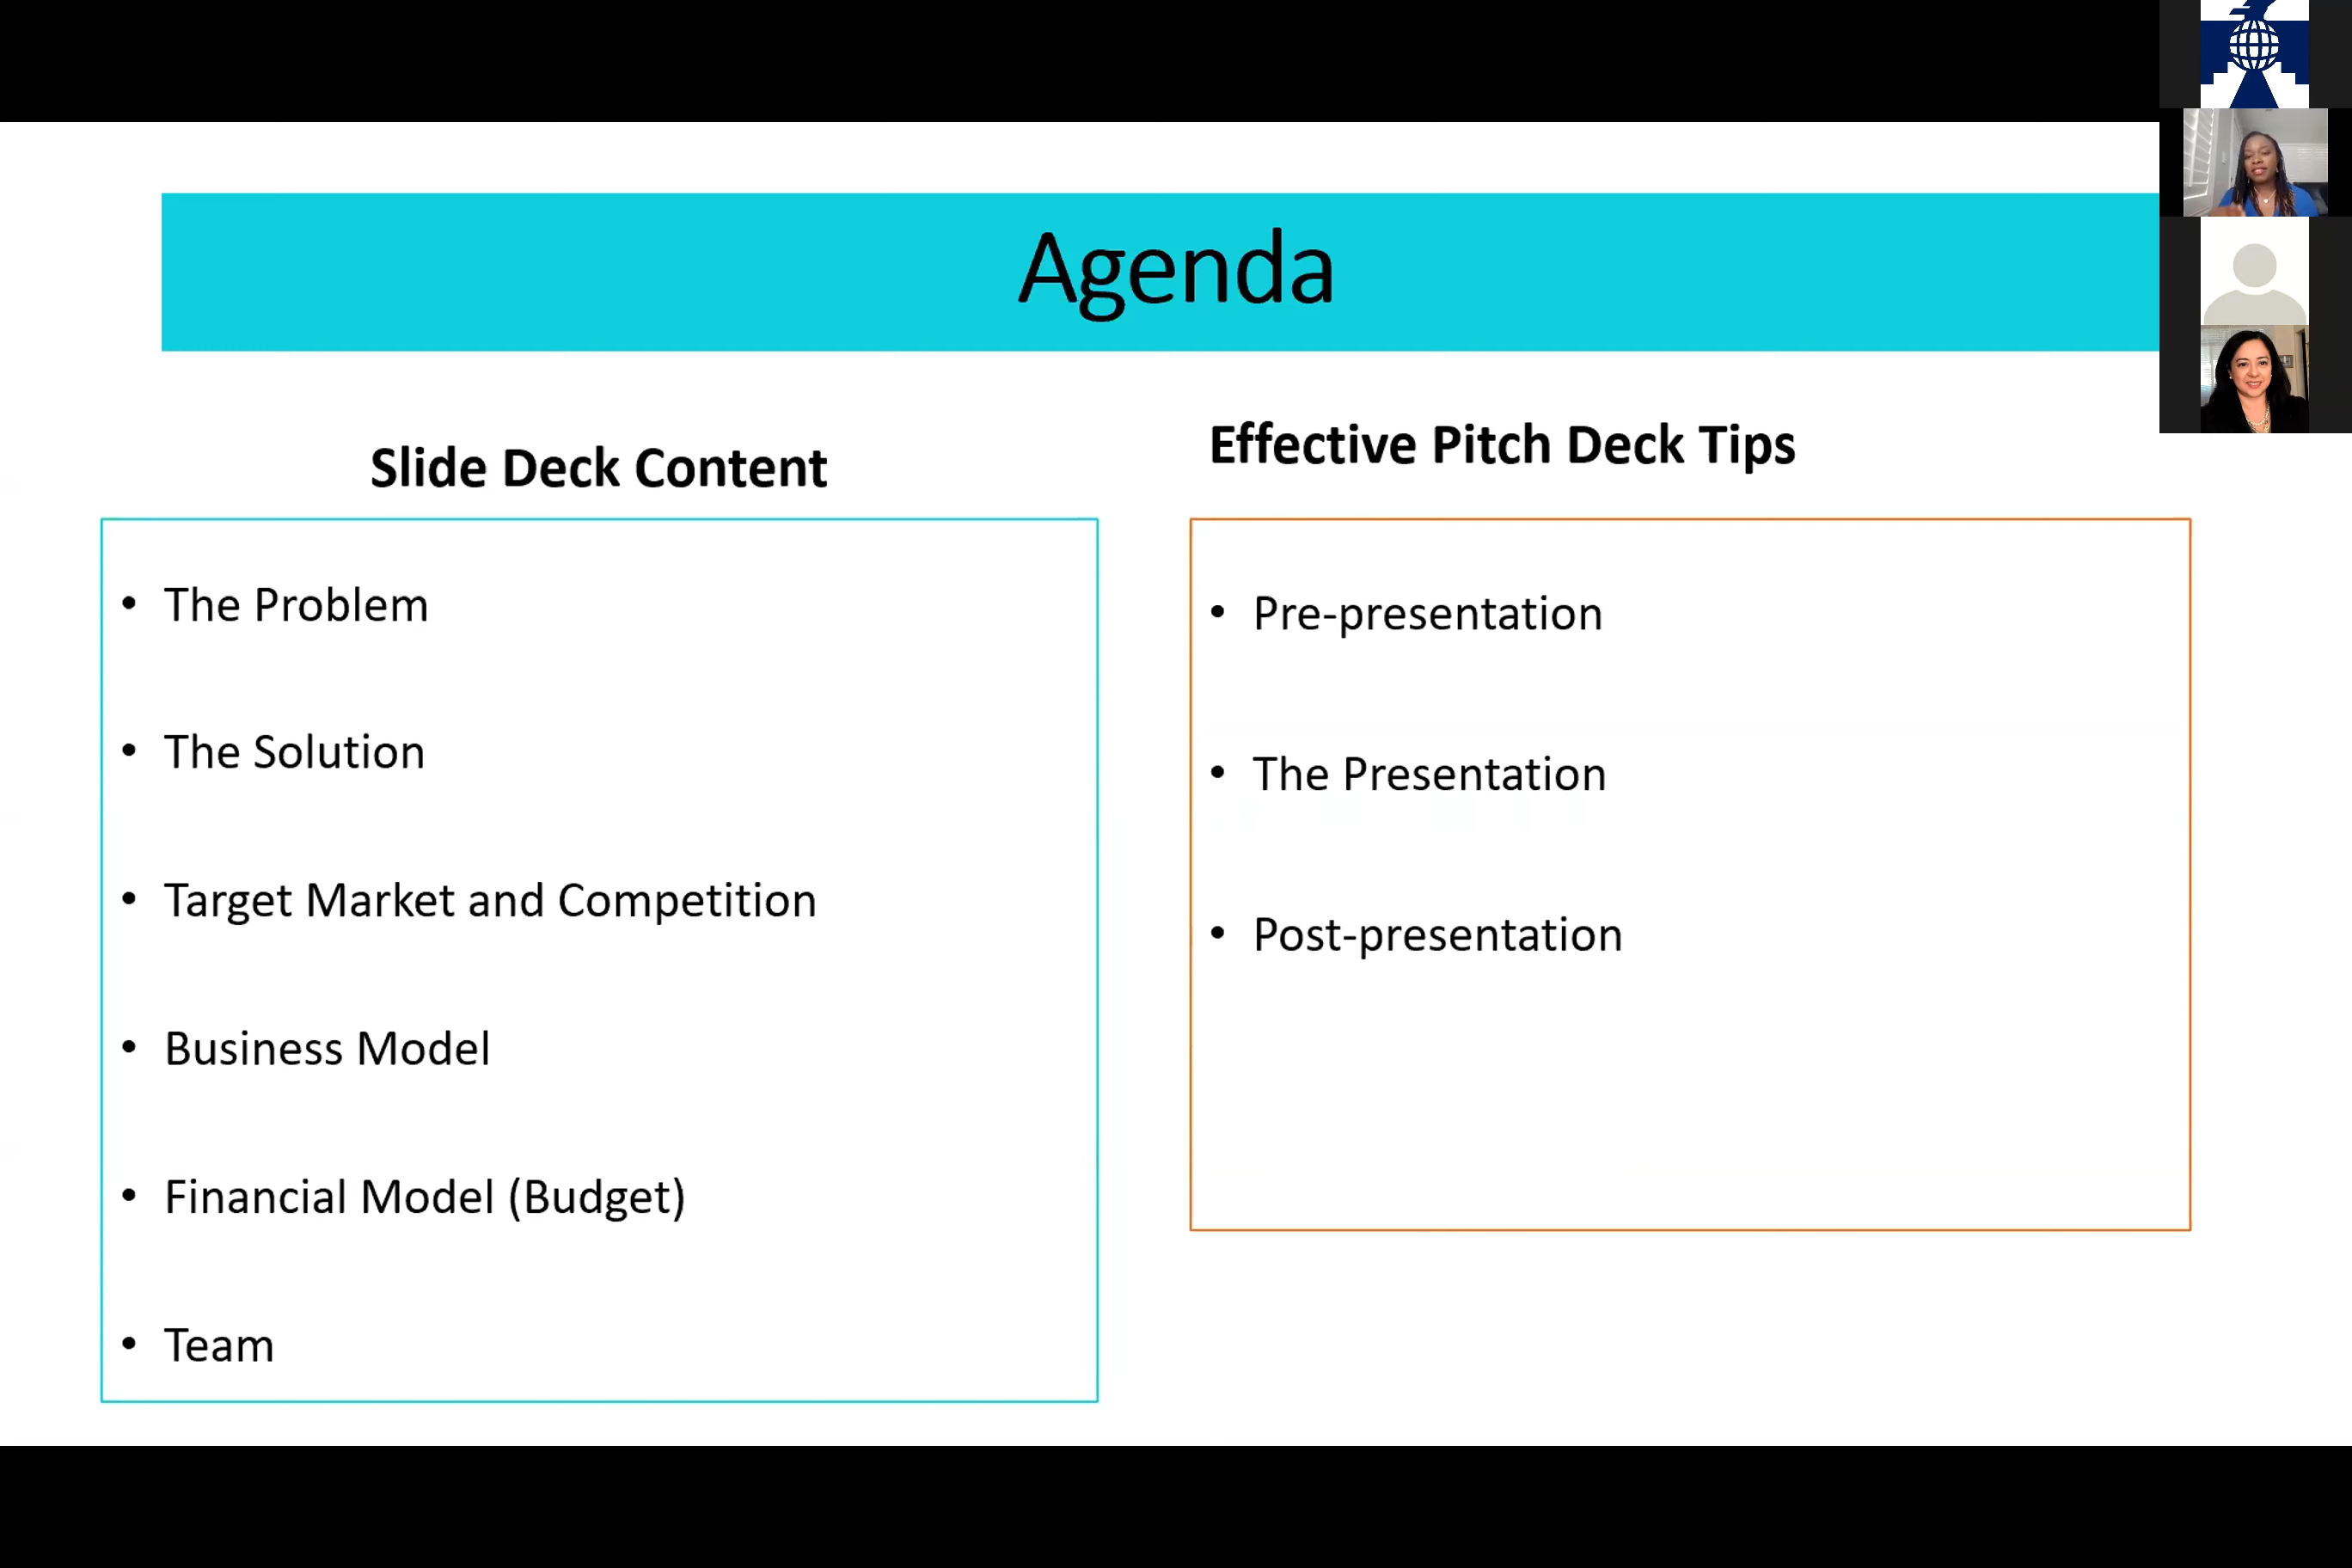 Agenda
Slide Deck Content
• The Problem
• The Solution
• Target Market and Competition
• Business Model
• Financial Model (Budget)
• Team
Effective Pitch Deck Tips
• Pre-presentation
• The Presentation
• Post-presentation